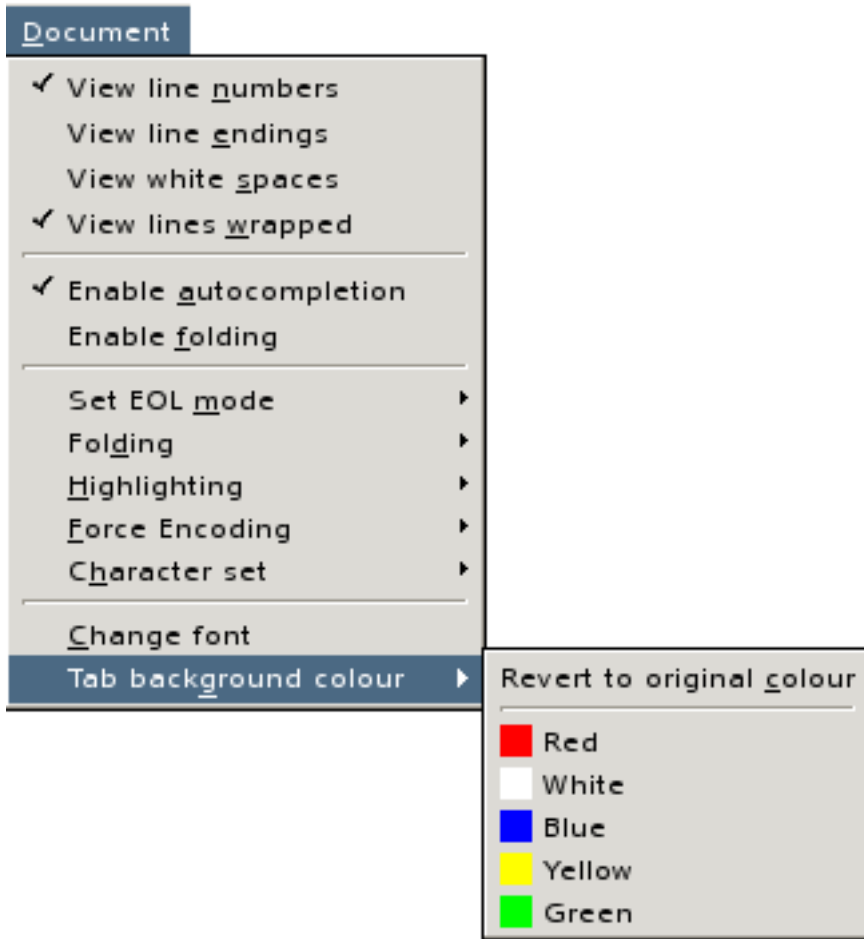 Document
View line numbers
View line endings
View white spaces
View lines wrapped
Enable autocompletion
Enable folding
Set EOL mode
Folding
Highlighting
Force Encoding
Character set
Change font
Tab background colour
Revert to original colour
Red
White
Blue
Yellow
Green